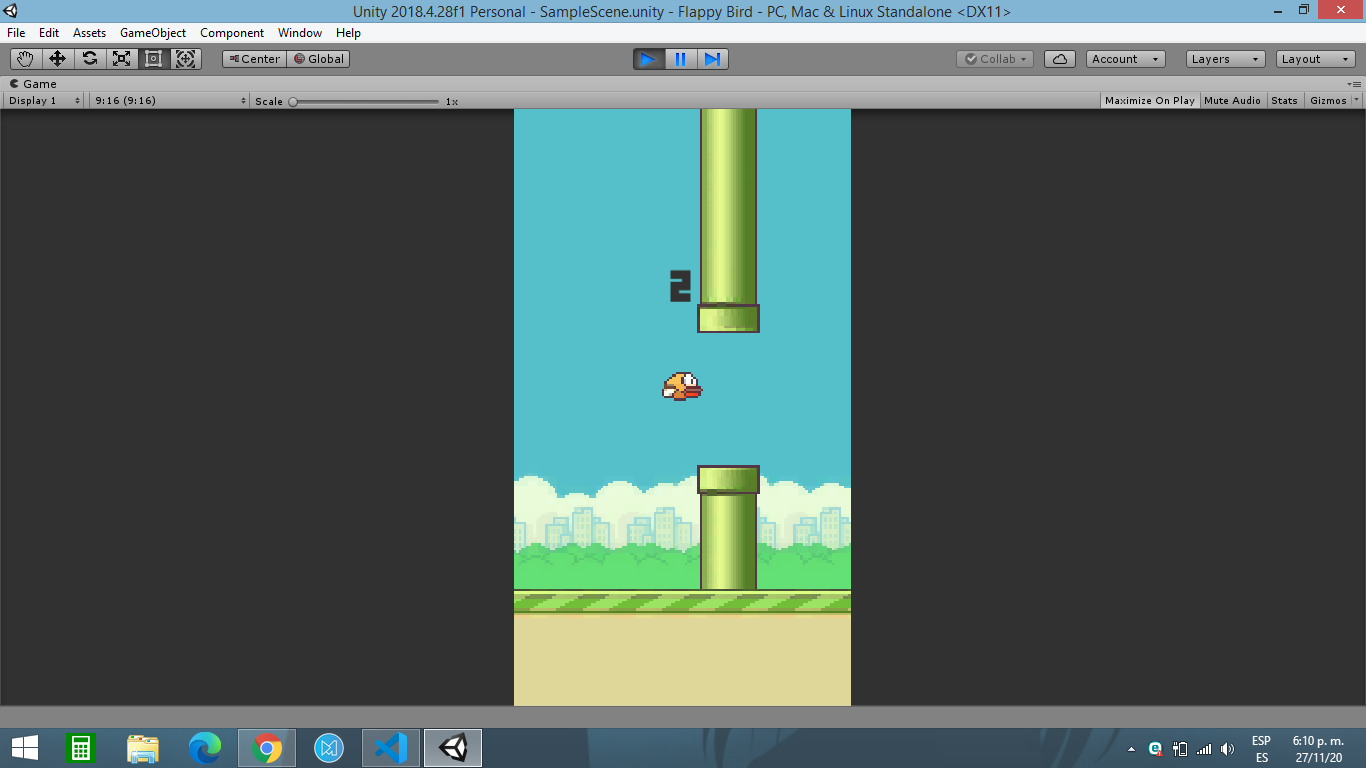 Unity 2018.4.28f1 Personal - SampleScene.unity - Flappy Bird - PC, Mac & Linux Standalone <DX11>
File Edit Assets GameObject Component Window Help
Center Global Collab Account Layers Layout
Game
Display 1 9:16 (9:16) Scale 1x Maximize On Play Mute Audio Stats Gizmos
2
ESP 6:10 p. m.
ES 27/11/20